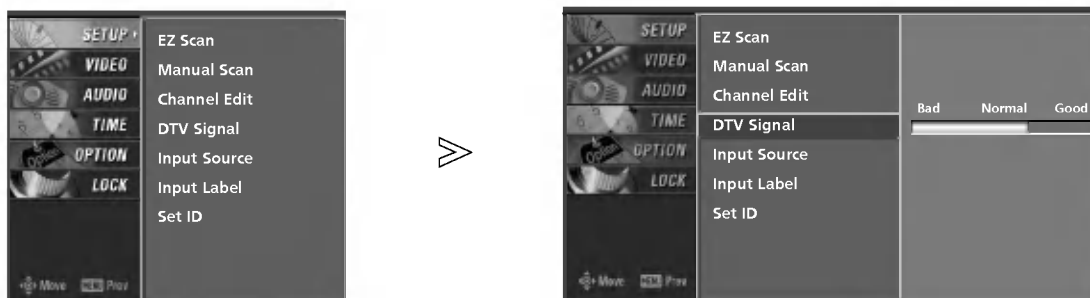 SETUP
VIDEO
AUDIO
TIME
OPTION
LOCK
EZ Scan
Manual Scan
Channel Edit
DTV Signal
Input Source
Input Label
Set ID
Move MENU Prev
SETUP
VIDEO
AUDIO
TIME
OPTION
LOCK
EZ Scan
Manual Scan
Channel Edit
DTV Signal
Input Source
Input Label
Set ID
Bad Normal Good
Move MENU Prev